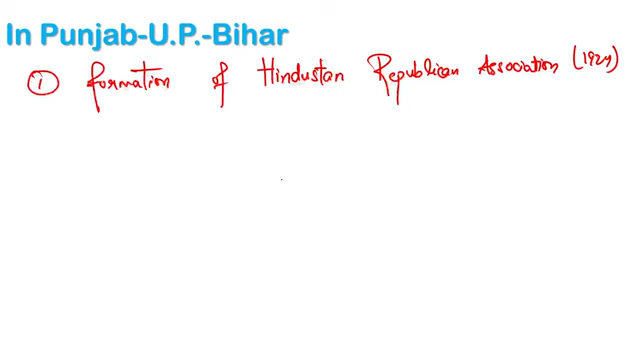 In Punjab-U.P.-Bihar
① formation of Hindustan Republican Association (1924)